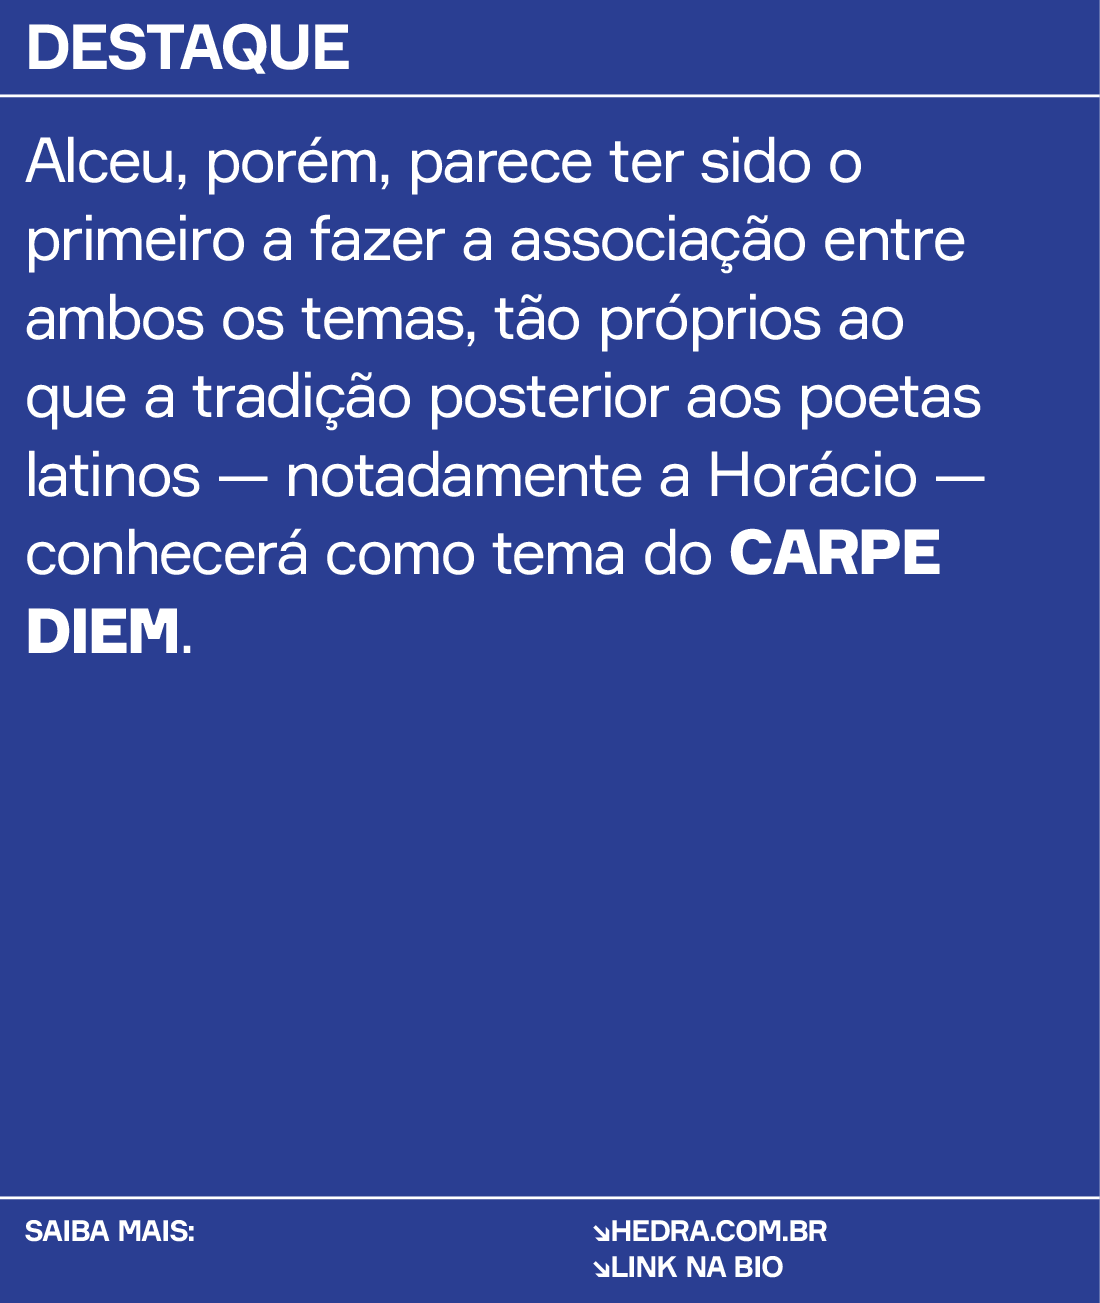 DESTAQUE
Alceu, porém, parece ter sido o
primeiro a fazer a associação entre
ambos os temas, tão próprios ao
que a tradição posterior aos poetas
latinos — notadamente a Horácio —
conhecerá como tema do CARPE
DIEM.
SAIBA MAIS:
↘HEDRA.COM.BR
↘LINK NA BIO